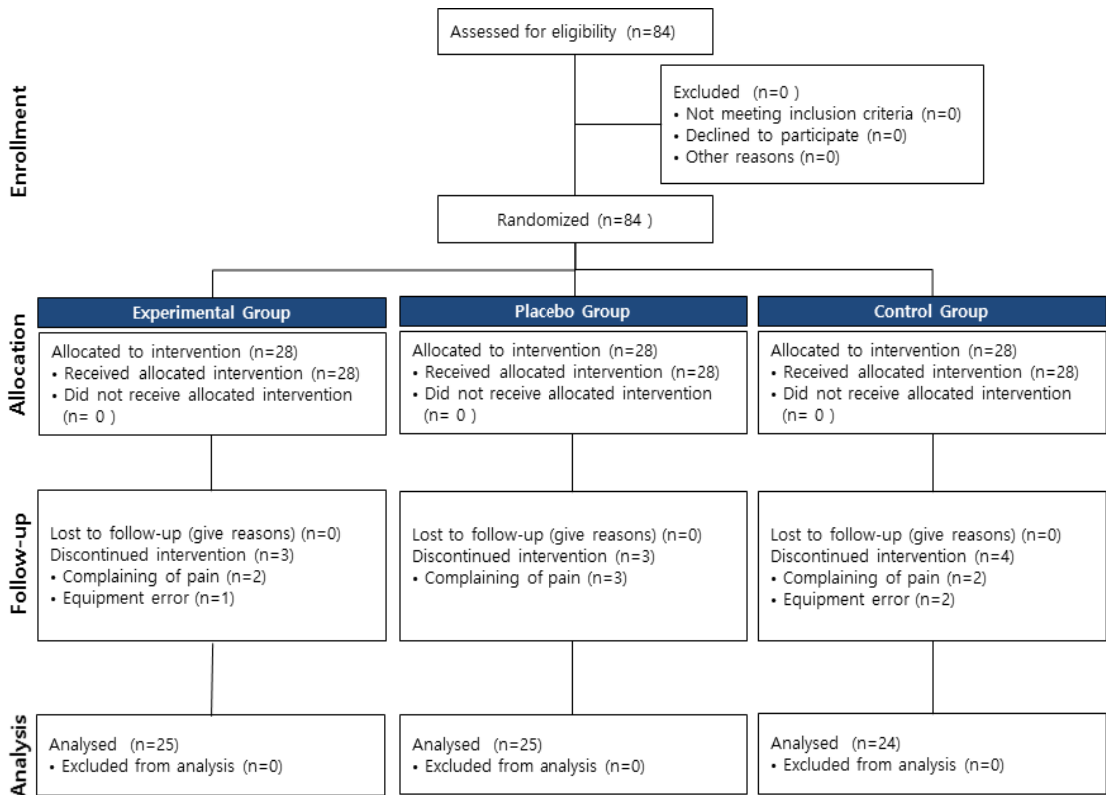 Assessed for eligibility (n=84)
Enrollment
Excluded (n=0 )
• Not meeting inclusion criteria (n=0)
• Declined to participate (n=0)
• Other reasons (n=0)
Randomized (n=84 )
Allocation
Experimental Group
Allocated to intervention (n=28)
• Received allocated intervention (n=28)
• Did not receive allocated intervention
(n= 0 )
Placebo Group
Allocated to intervention (n=28)
• Received allocated intervention (n=28)
• Did not receive allocated intervention
(n= 0 )
Control Group
Allocated to intervention (n=28)
• Received allocated intervention (n=28)
• Did not receive allocated intervention
(n= 0 )
Follow-up
Lost to follow-up (give reasons) (n=0)
Discontinued intervention (n=3)
• Complaining of pain (n=2)
• Equipment error (n=1)
Lost to follow-up (give reasons) (n=0)
Discontinued intervention (n=3)
• Complaining of pain (n=3)
Lost to follow-up (give reasons) (n=0)
Discontinued intervention (n=4)
• Complaining of pain (n=2)
• Equipment error (n=2)
Analysis
Analysed (n=25)
• Excluded from analysis (n=0)
Analysed (n=25)
• Excluded from analysis (n=0)
Analysed (n=24)
• Excluded from analysis (n=0)